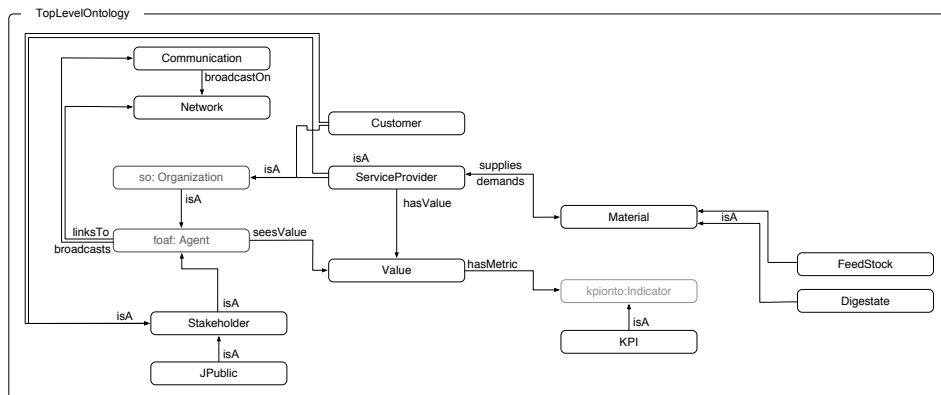 TopLevelOntology
Communication
broadcastOn
Network
Customer
isA
so: Organization
isA
ServiceProvider
supplies
demands
isA
hasValue
Material
isA
linksTo
broadcasts
foaf: Agent
seesValue
Value
hasMetric
FeedStock
kpionto:Indicator
Digestate
isA
isA
Stakeholder
isA
KPI
isA
JPublic